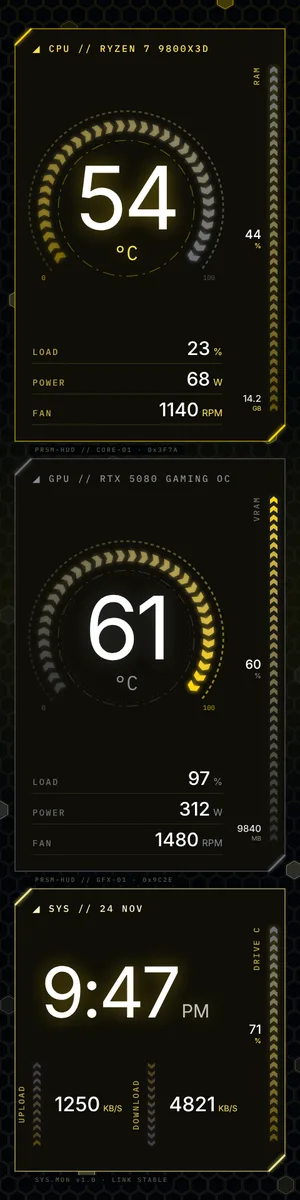 CPU // RYZEN 7 9800X3D
RAM
54
°C
0
100
44
%
LOAD 23 %
POWER 68 W
14.2
GB
FAN 1140 RPM
PRSM-HUD // CORE-01 · 0x3F7A
GPU // RTX 5080 GAMING OC
VRAM
61
°C
0
100
60
%
LOAD 97 %
POWER 312 W
9840
MB
FAN 1480 RPM
PRSM-HUD // GFX-01 · 0x9C2E
SYS // 24 NOV
DRIVE C
9:47 PM
71
%
UPLOAD
1250 KB/S
DOWNLOAD
4821 KB/S
SYS.MON v1.0 · LINK STABLE